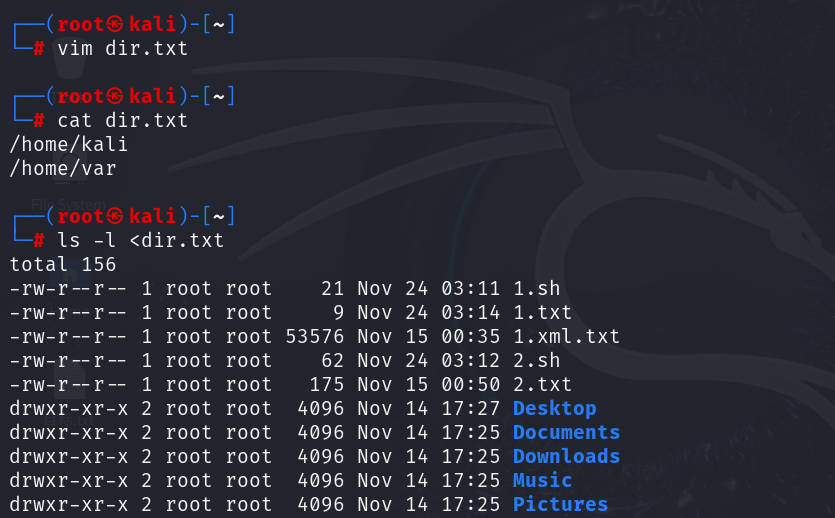 ┌──(root㉿kali)-[~]
└─# vim dir.txt
┌──(root㉿kali)-[~]
└─# cat dir.txt
/home/kali
/home/var
File System
┌──(root㉿kali)-[~]
└─# ls -l <dir.txt
total 156
-rw-r--r-- 1 root root    21 Nov 24 03:11 1.sh
-rw-r--r-- 1 root root     9 Nov 24 03:14 1.txt
-rw-r--r-- 1 root root 53576 Nov 15 00:35 1.xml.txt
-rw-r--r-- 1 root root    62 Nov 24 03:12 2.sh
-rw-r--r-- 1 root root   175 Nov 15 00:50 2.txt
drwxr-xr-x 2 root root  4096 Nov 14 17:27 Desktop
drwxr-xr-x 2 root root  4096 Nov 14 17:25 Documents
drwxr-xr-x 2 root root  4096 Nov 14 17:25 Downloads
drwxr-xr-x 2 root root  4096 Nov 14 17:25 Music
drwxr-xr-x 2 root root  4096 Nov 14 17:25 Pictures